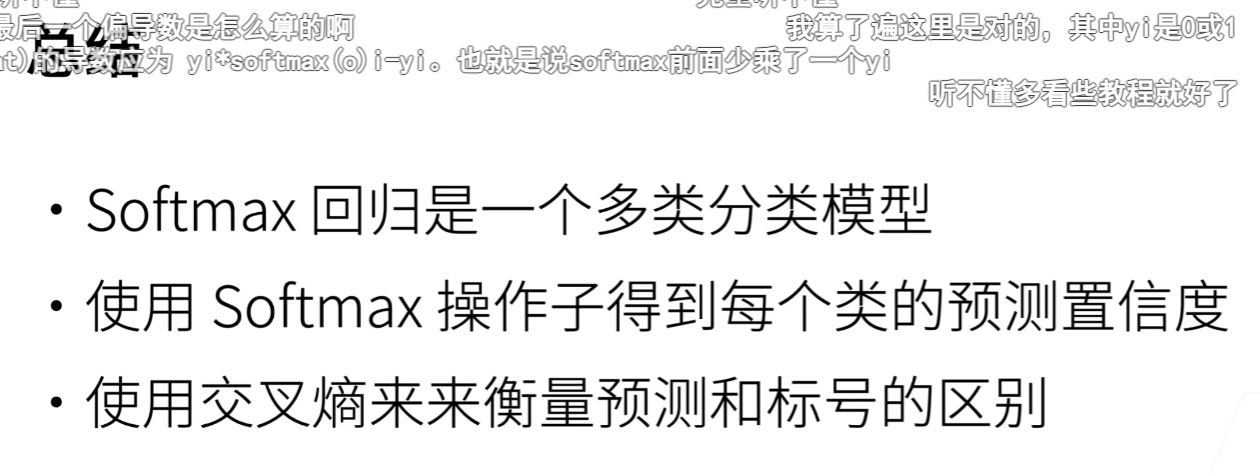 最后一个偏导数是怎么算的啊
我算了遍这里是对的，其中yi是0或1
总结
的导数应为 yi*softmax(o)i-yi。也就是说softmax前面少乘了一个yi
听不懂多看些教程就好了
• Softmax 回归是一个多类分类模型
• 使用 Softmax 操作子得到每个类的预测置信度
• 使用交叉熵来来衡量预测和标号的区别